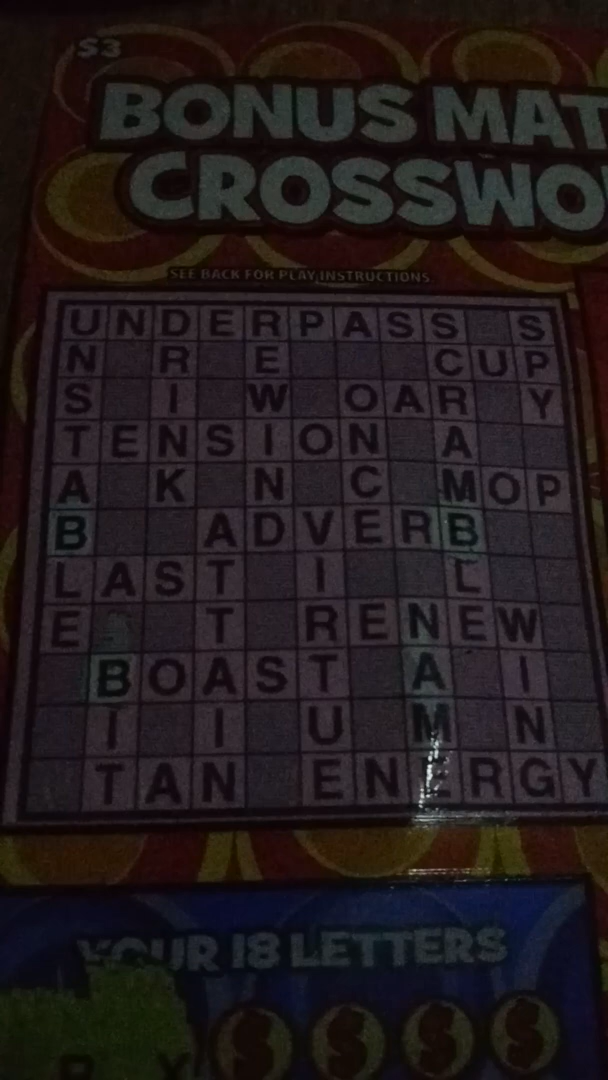 $3
BONUS MAT
CROSSWO
SEE BACK FOR PLAY INSTRUCTIONS.
UNDERPASS S
N R E CUP
S I W OAR Y
TENSION A
A K N C MOP
B ADVERB
LAST I L
E T RENEW
BOAST A I
I I U M N
TAN ENERGY
YOUR 18 LETTERS
B X $ $ $ $